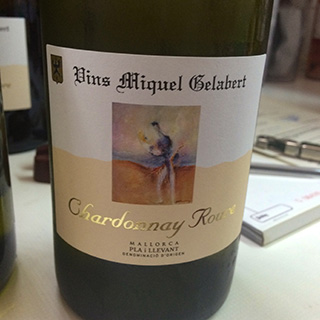 Vins Miquel Gelabert
Chardonnay Roure
MALLORCA
PLA i LLEVANT
DENOMINACIÓ D'ORIGEN